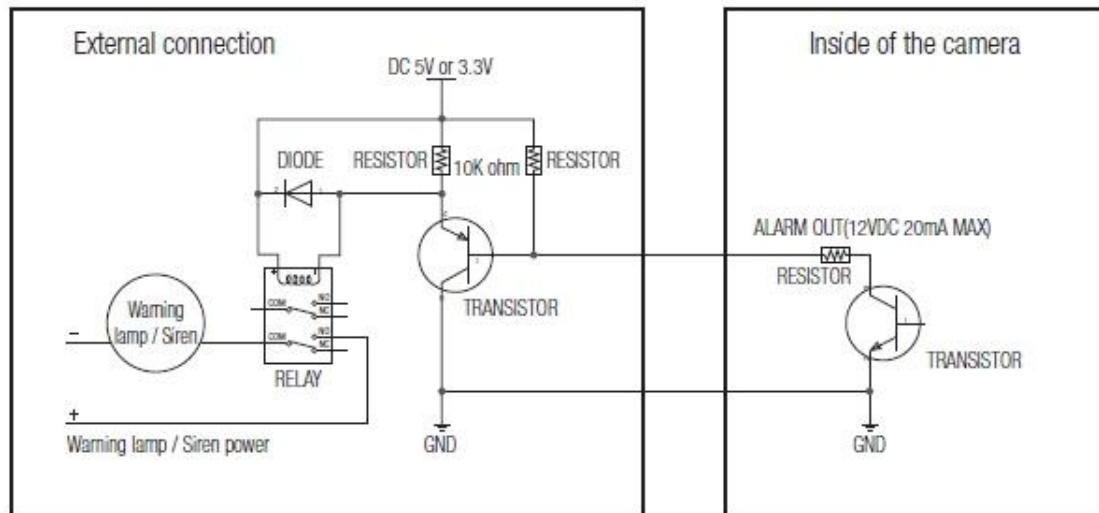 External connection
Inside of the camera
DC 5V or 3.3V
DIODE
RESISTOR
10K ohm
RESISTOR
ALARM OUT(12VDC 20mA MAX)
RESISTOR
TRANSISTOR
TRANSISTOR
Warning
lamp / Siren
COM
NO
NC
COM
NO
NC
RELAY
-
+
Warning lamp / Siren power
GND
GND